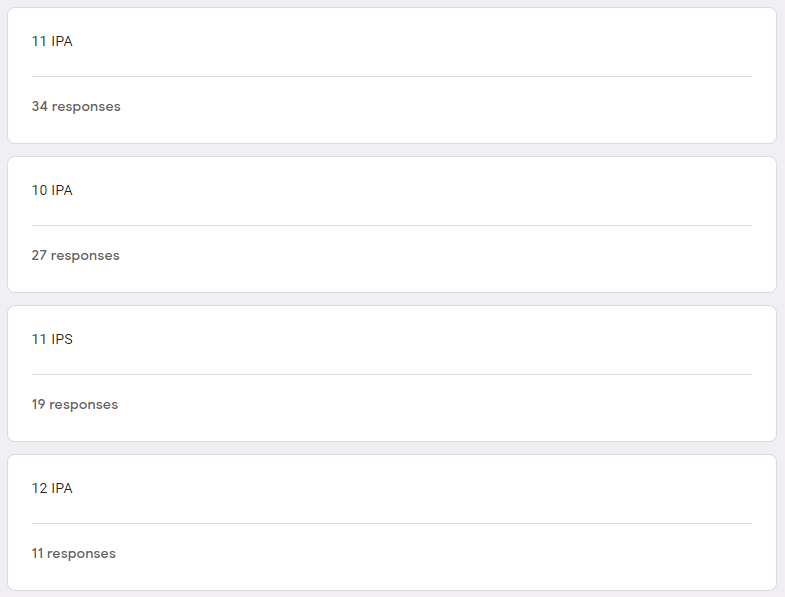 11 IPA
34 responses
10 IPA
27 responses
11 IPS
19 responses
12 IPA
11 responses